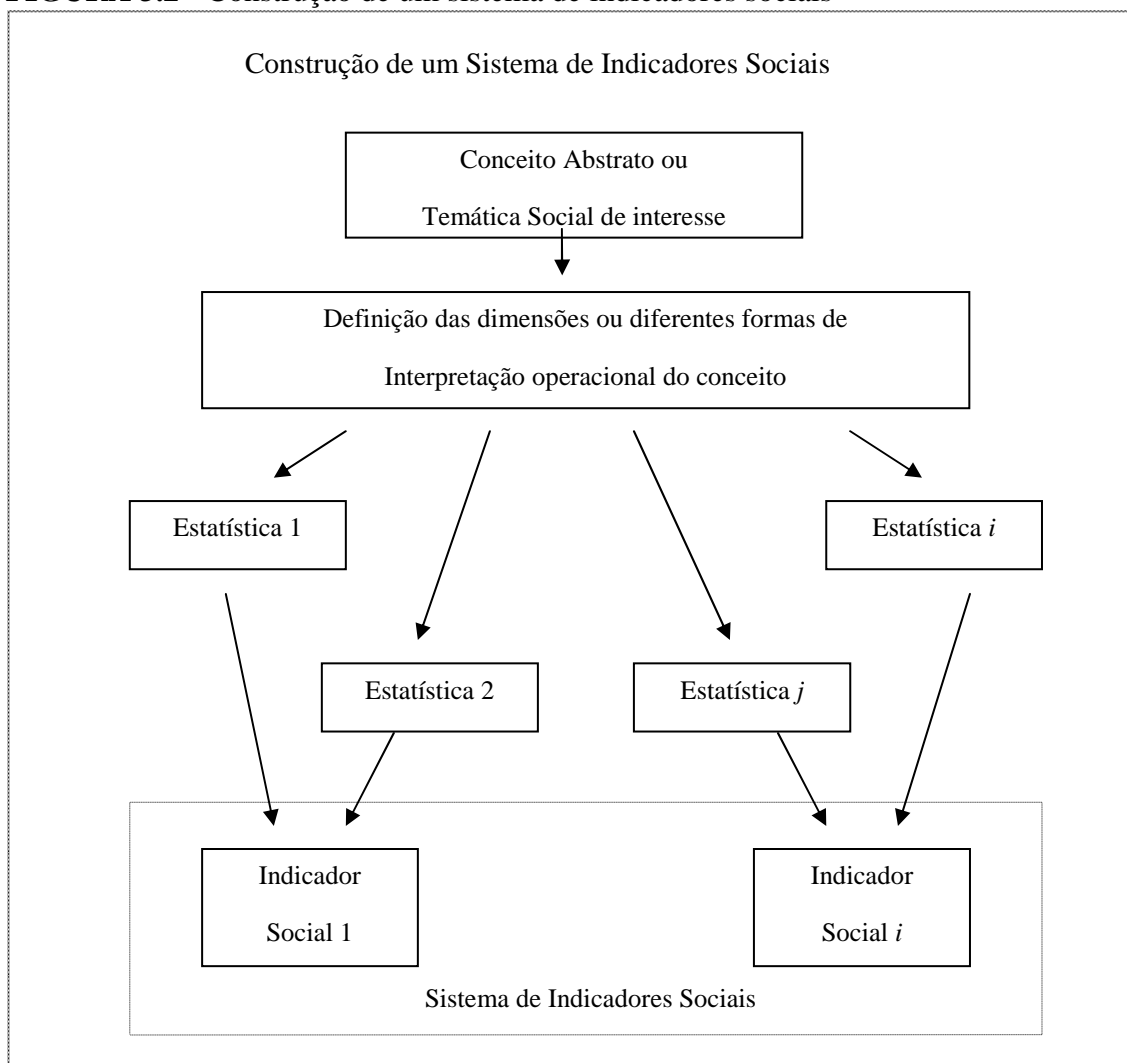 Construção de um Sistema de Indicadores Sociais
Conceito Abstrato ou
Temática Social de interesse
Definição das dimensões ou diferentes formas de
Interpretação operacional do conceito
Estatística 1
Estatística i
Estatística 2
Estatística j
Indicador
Social 1
Indicador
Social i
Sistema de Indicadores Sociais